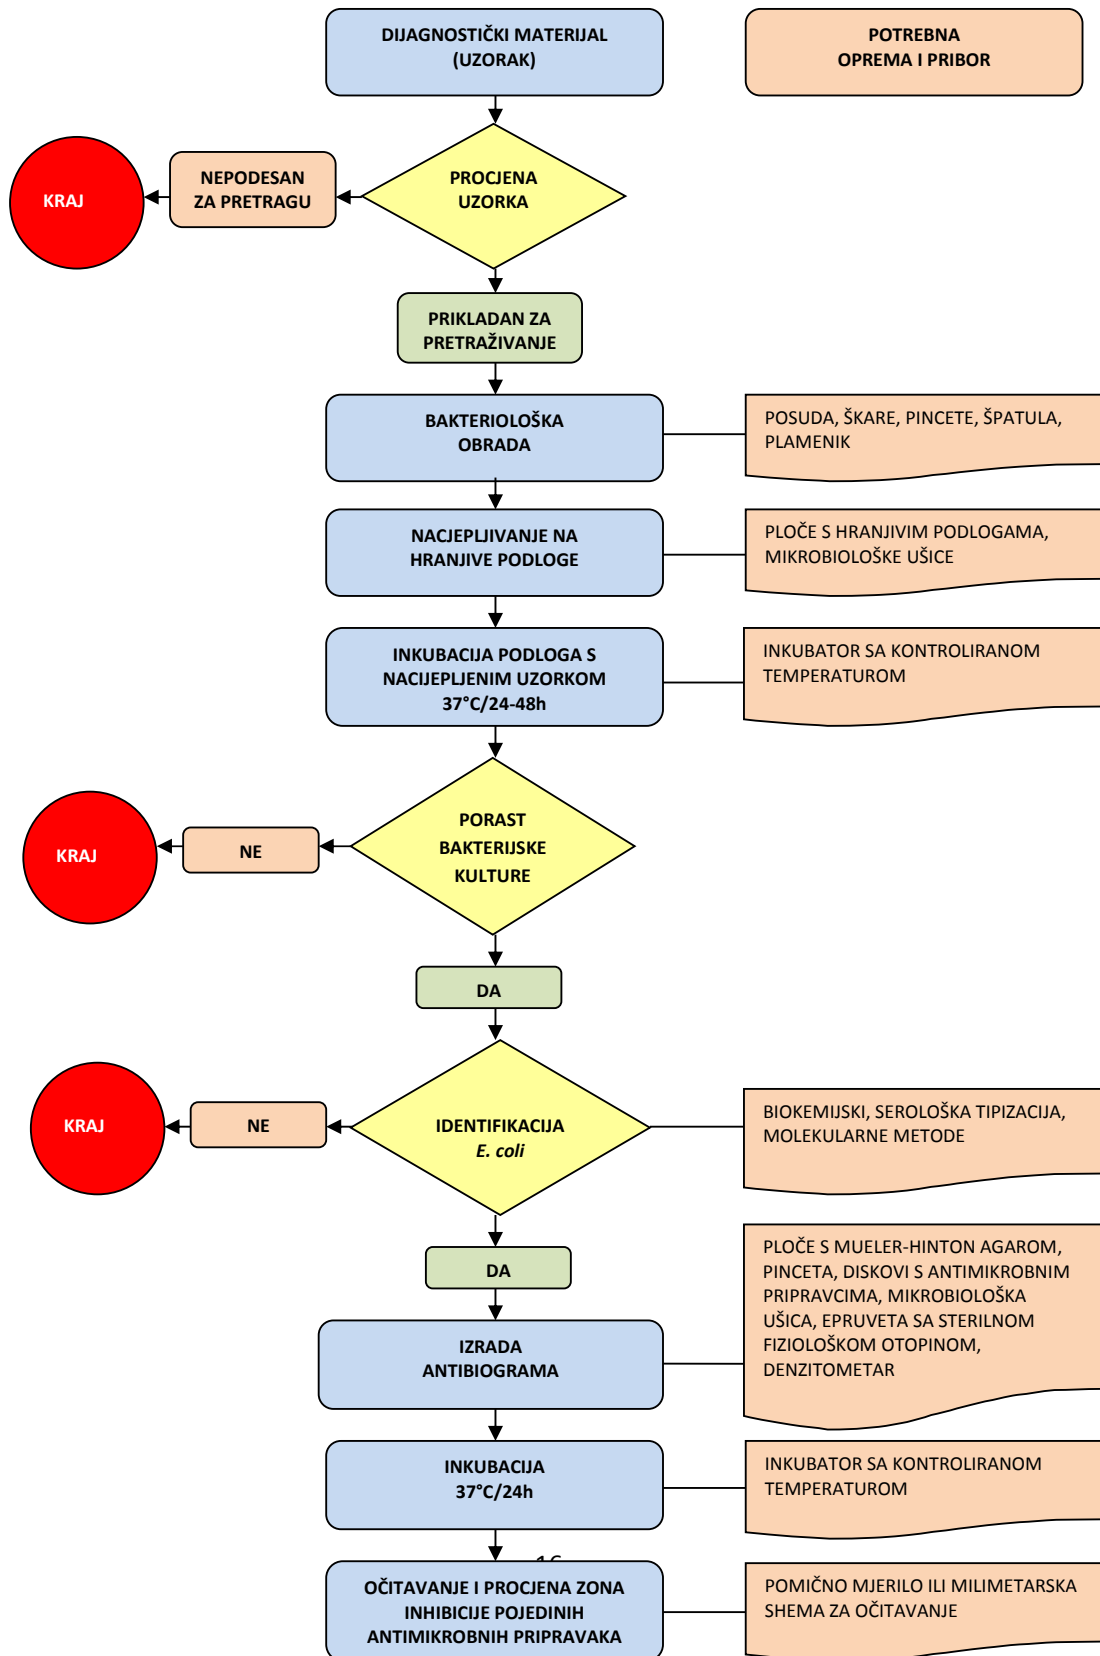 DIJAGNOSTIČKI MATERIJAL
(UZORAK)
POTREBNA
OPREMA I PRIBOR
KRAJ
NEPODESAN
ZA PRETRAGU
PROCJENA
UZORKA
PRIKLADAN ZA
PRETRAŽIVANJE
BAKTERIOLOŠKA
OBRADA
POSUDA, ŠKARE, PINCETE, ŠPATULA,
PLAMENIK
NACJEPLJIVANJE NA
HRANJIVE PODLOGE
PLOČE S HRANJIVIM PODLOGAMA,
MIKROBIOLOŠKE UŠICE
INKUBACIJA PODLOGA S
NACIJEPLJENIM UZORKOM
37°C/24-48h
INKUBATOR SA KONTROLIRANOM
TEMPERATUROM
KRAJ
NE
PORAST
BAKTERIJSKE
KULTURE
DA
KRAJ
NE
IDENTIFIKACIJA
E. coli
BIOKEMIJSKI, SEROLOŠKA TIPIZACIJA,
MOLEKULARNE METODE
DA
PLOČE S MUELER-HINTON AGAROM,
PINCETA, DISKOVI S ANTIMIKROBNIM
PRIPRAVCIMA, MIKROBIOLOŠKA
UŠICA, EPRUVETA SA STERILNOM
FIZIOLOŠKOM OTOPINOM,
DENZITOMETAR
IZRADA
ANTIBIOGRAMA
INKUBACIJA
37°C/24h
INKUBATOR SA KONTROLIRANOM
TEMPERATUROM
16
OČITAVANJE I PROCJENA ZONA
INHIBICIJE POJEDINIH
ANTIMIKROBNIH PRIPRAVAKA
POMIČNO MJERILO ILI MILIMETARSKA
SHEMA ZA OČITAVANJE